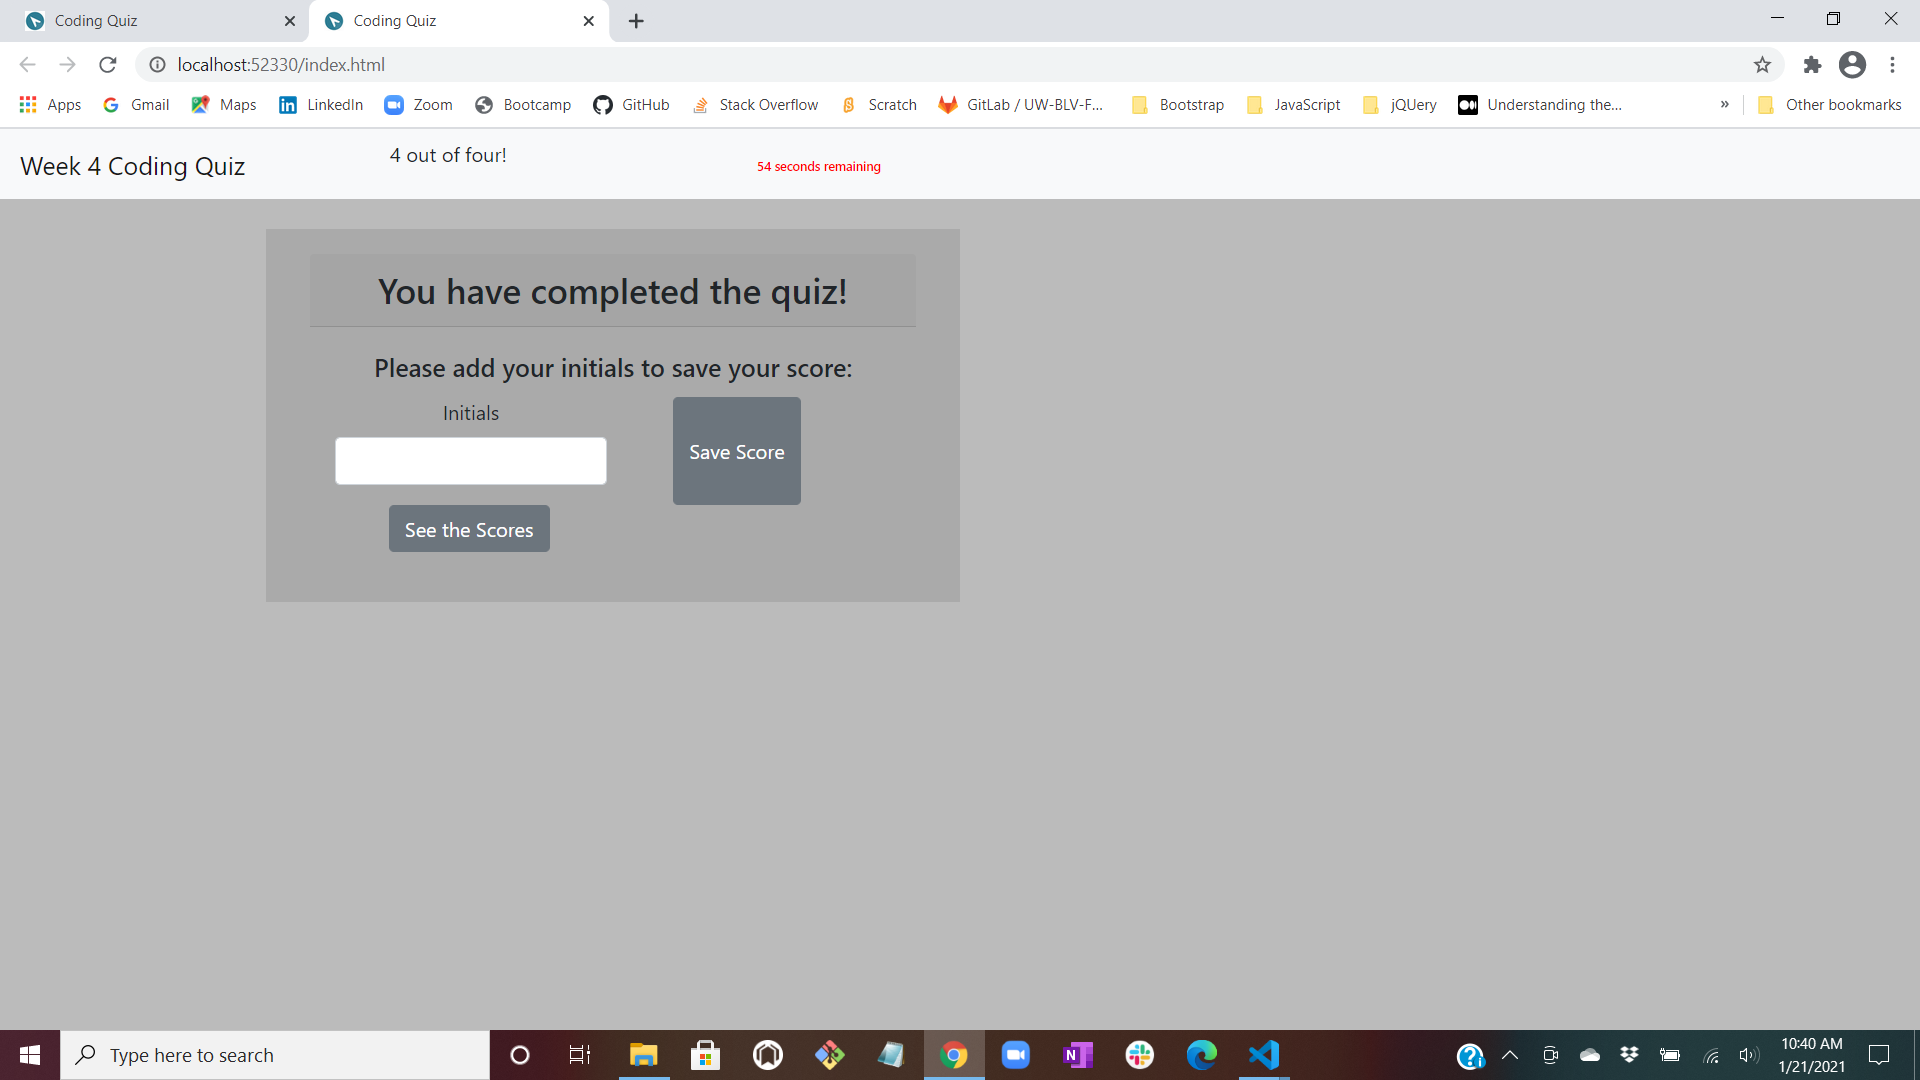 Coding Quiz
Coding Quiz
localhost:52330/index.html
Apps
Gmail
Maps
LinkedIn
Zoom
Bootcamp
GitHub
Stack Overflow
Scratch
GitLab / UW-BLV-F...
Bootstrap
JavaScript
jQUery
Understanding the...
»
Other bookmarks
Week 4 Coding Quiz
4 out of four!
54 seconds remaining
You have completed the quiz!
Please add your initials to save your score:
Initials
Save Score
See the Scores
Type here to search
10:40 AM
1/21/2021